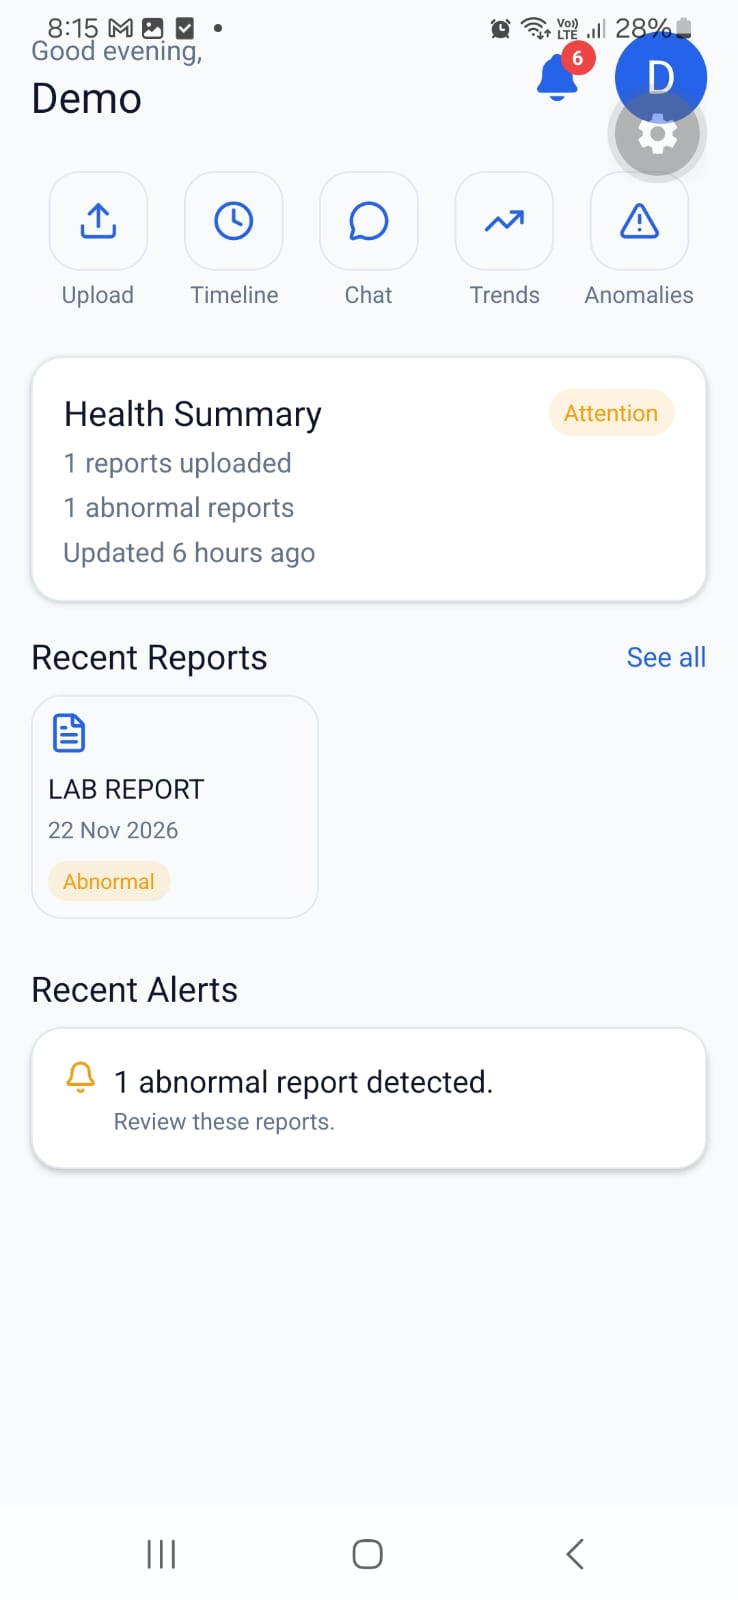 8:15
Vo)) LTE
28%
Good evening,
6
D
Demo
Upload
Timeline
Chat
Trends
Anomalies
Health Summary
Attention
1 reports uploaded
1 abnormal reports
Updated 6 hours ago
Recent Reports
See all
LAB REPORT
22 Nov 2026
Abnormal
Recent Alerts
1 abnormal report detected.
Review these reports.